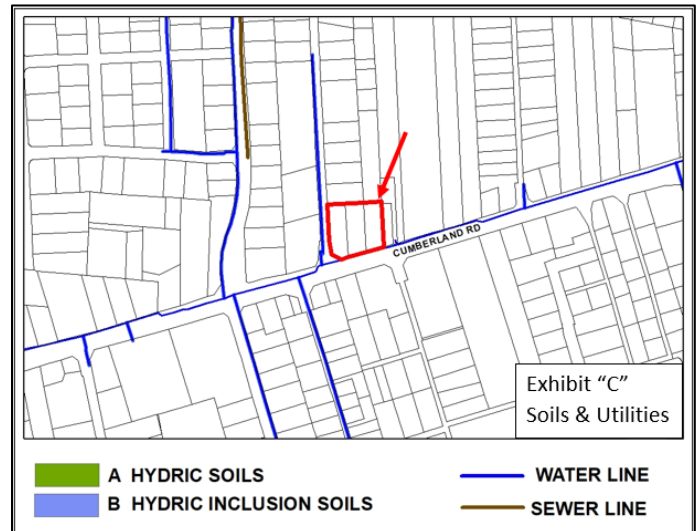 CUMBERLAND RD
Exhibit “C”
Soils & Utilities
A HYDRIC SOILS
WATER LINE
B HYDRIC INCLUSION SOILS
SEWER LINE